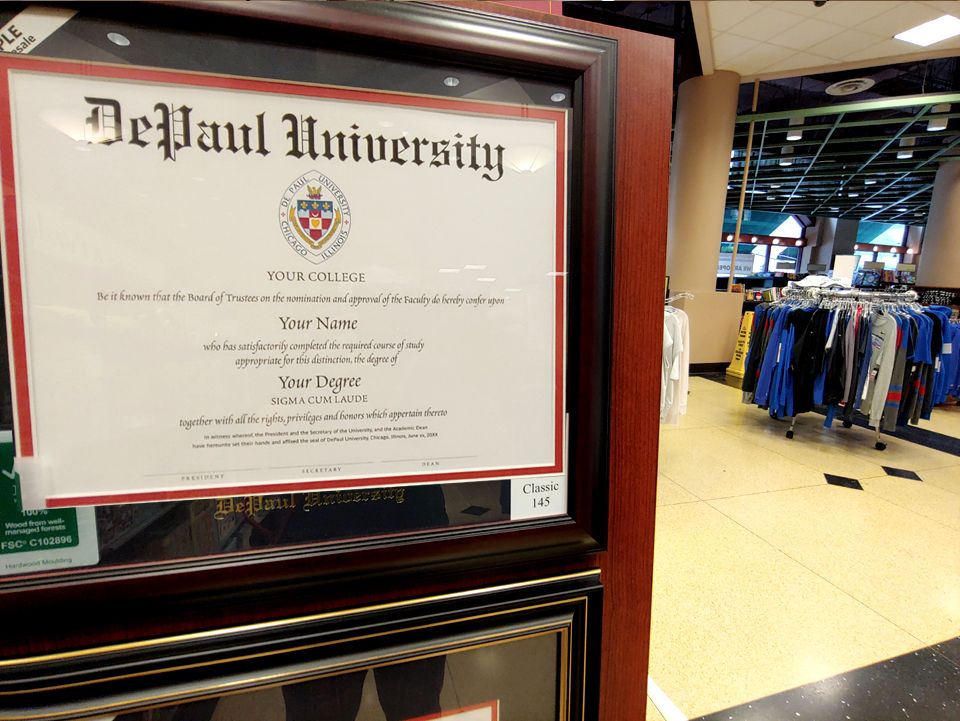 PLE
sale
DePaul University
DE PAUL UNIVERSITY
CHICAGO ILLINOIS
YOUR COLLEGE
Be it known that the Board of Trustees on the nomination and approval of the Faculty do hereby confer upon
Your Name
who has satisfactorily completed the required course of study
appropriate for this distinction, the degree of
Your Degree
SIGMA CUM LAUDE
together with all the rights, privileges and honors which appertain thereto
In witness whereof, the President and the Secretary of the University, and the Academic Dean
have hereunto set their hands and affixed the seal of DePaul University, Chicago, Illinois, June xx, 20XX
PRESIDENT SECRETARY DEAN
DePaul University
Classic
145
100%
Wood from well-
managed forests
FSC® C102896
Hardwood Moulding
WE ARE OPEN